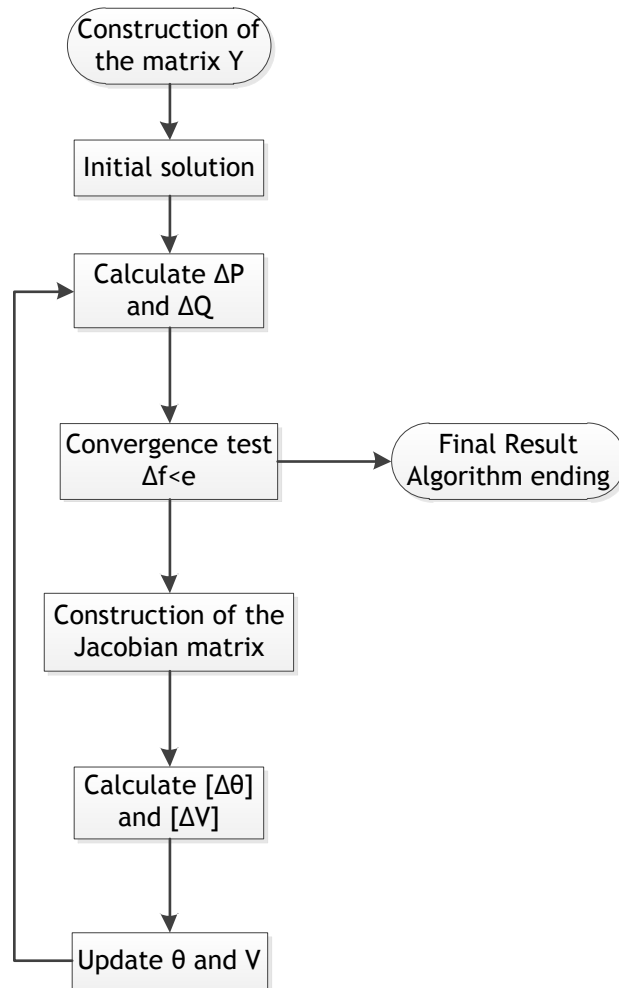 Construction of
the matrix Y
Initial solution
Calculate ΔP
and ΔQ
Convergence test
Δf<e
Final Result
Algorithm ending
Construction of the
Jacobian matrix
Calculate [Δθ]
and [ΔV]
Update θ and V